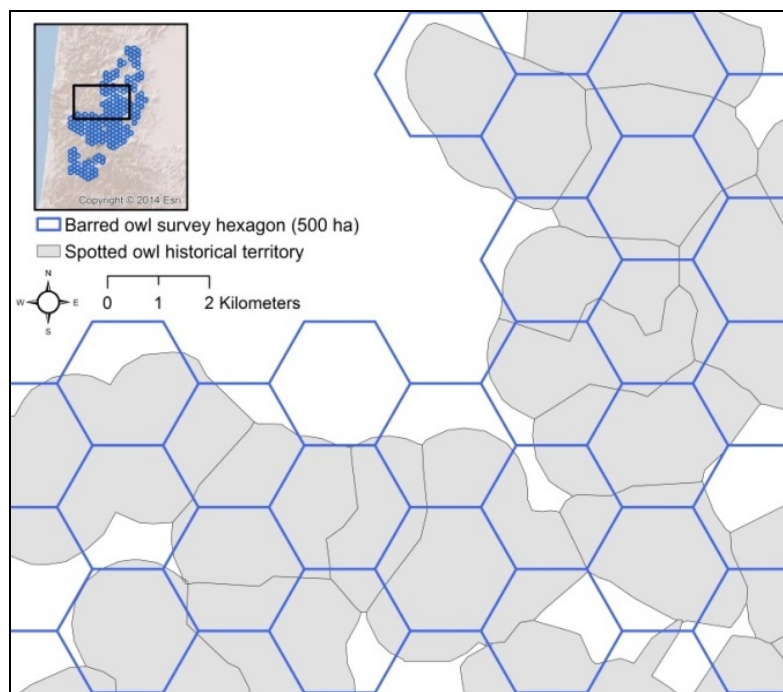 Copyright © 2014 Esri
Barred owl survey hexagon (500 ha)
Spotted owl historical territory
N
W E
S
0 1 2 Kilometers